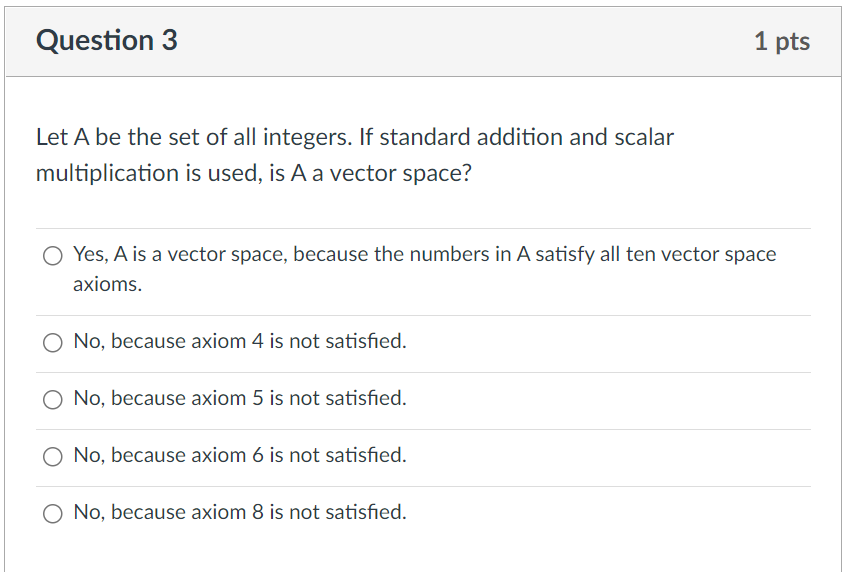 Question 3
1 pts
Let A be the set of all integers. If standard addition and scalar
multiplication is used, is A a vector space?
Yes, A is a vector space, because the numbers in A satisfy all ten vector space
axioms.
No, because axiom 4 is not satisfied.
No, because axiom 5 is not satisfied.
No, because axiom 6 is not satisfied.
No, because axiom 8 is not satisfied.